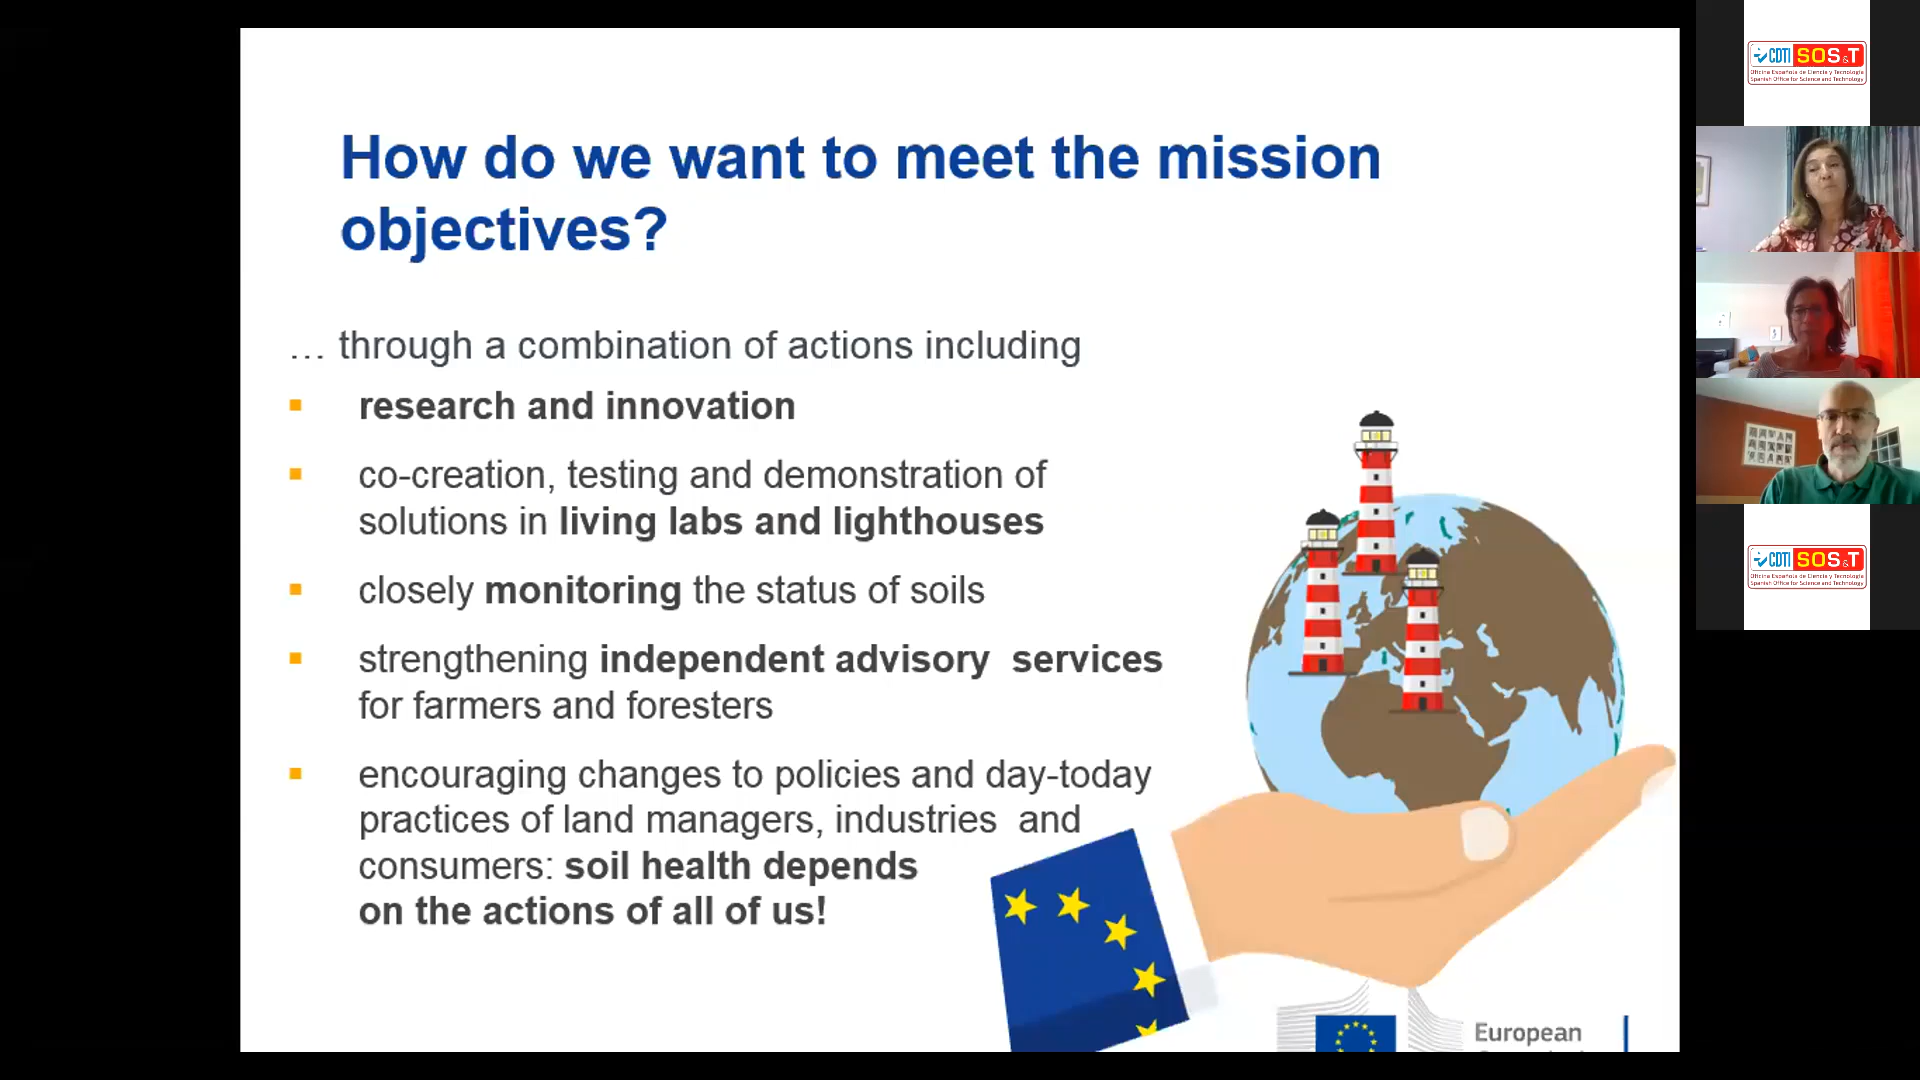 How do we want to meet the mission
objectives?
… through a combination of actions including
research and innovation
co-creation, testing and demonstration of
solutions in living labs and lighthouses
closely monitoring the status of soils
strengthening independent advisory services
for farmers and foresters
encouraging changes to policies and day-today
practices of land managers, industries and
consumers: soil health depends
on the actions of all of us!
European
CDTI SOS&T
Oficina Española de Ciencia y Tecnología
Spanish Office for Science and Technology
CDTI SOS&T
Oficina Española de Ciencia y Tecnología
Spanish Office for Science and Technology